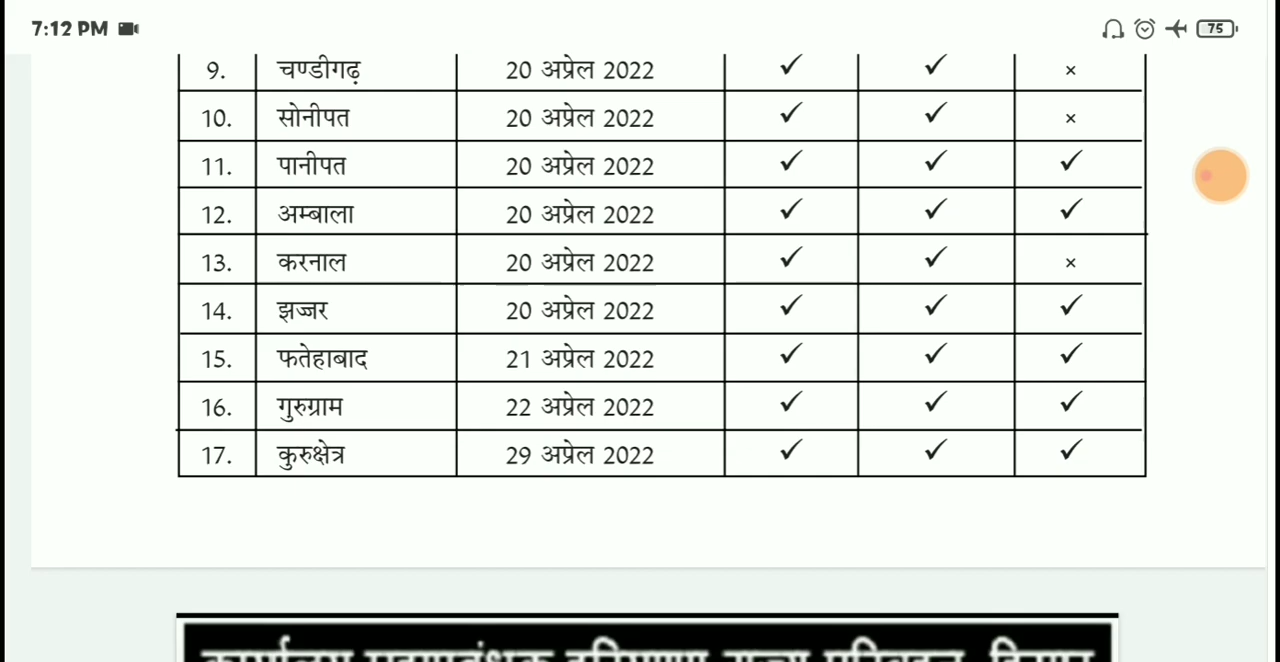 7:12 PM 75
9. चण्डीगढ़ 20 अप्रेल 2022 ✓ ✓ ×
10. सोनीपत 20 अप्रेल 2022 ✓ ✓ ×
11. पानीपत 20 अप्रेल 2022 ✓ ✓ ✓
12. अम्बाला 20 अप्रेल 2022 ✓ ✓ ✓
13. करनाल 20 अप्रेल 2022 ✓ ✓ ×
14. झज्जर 20 अप्रेल 2022 ✓ ✓ ✓
15. फतेहाबाद 21 अप्रेल 2022 ✓ ✓ ✓
16. गुरुग्राम 22 अप्रेल 2022 ✓ ✓ ✓
17. कुरुक्षेत्र 29 अप्रेल 2022 ✓ ✓ ✓